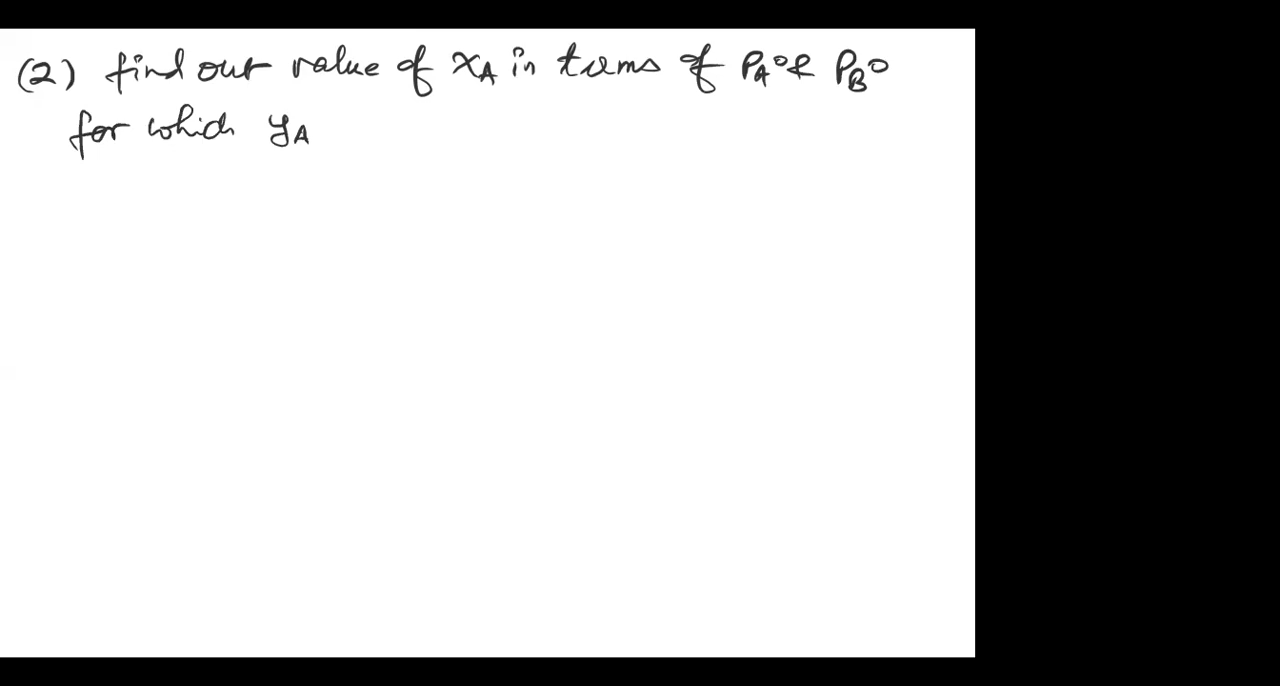 (2) find out value of xA in terms of PA° & PB°
for which yA